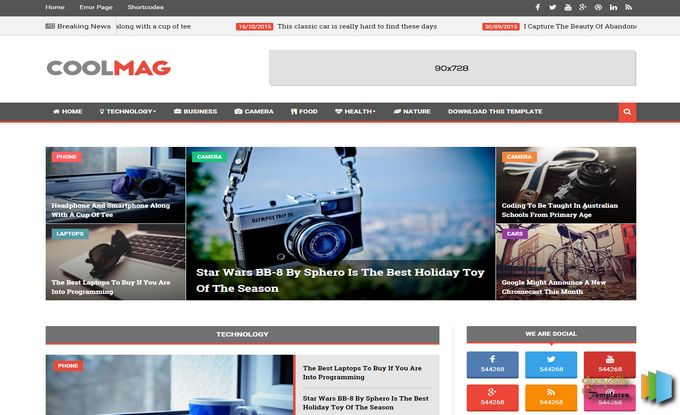 Home Error Page Shortcodes
Breaking News along with a cup of tee 16/10/2015 This classic car is really hard to find these days 30/09/2015 I Capture The Beauty Of Abandone
COOLMAG
90x728
HOME TECHNOLOGY BUSINESS CAMERA FOOD HEALTH NATURE DOWNLOAD THIS TEMPLATE
PHONE
Headphone And Smartphone Along
With A Cup Of Tee
LAPTOPS
The Best Laptops To Buy If You Are
Into Programming
CAMERA
OLYMPUS TRIP 35
Star Wars BB-8 By Sphero Is The Best Holiday Toy
Of The Season
CAMERA
Coding To Be Taught In Australian
Schools From Primary Age
CARS
Google Might Announce A New
Chromecast This Month
TECHNOLOGY
PHONE
The Best Laptops To Buy If You Are
Into Programming
Star Wars BB-8 By Sphero Is The Best
Holiday Toy Of The Season
WE ARE SOCIAL
544268 544268 544268
544268 544268
Templates